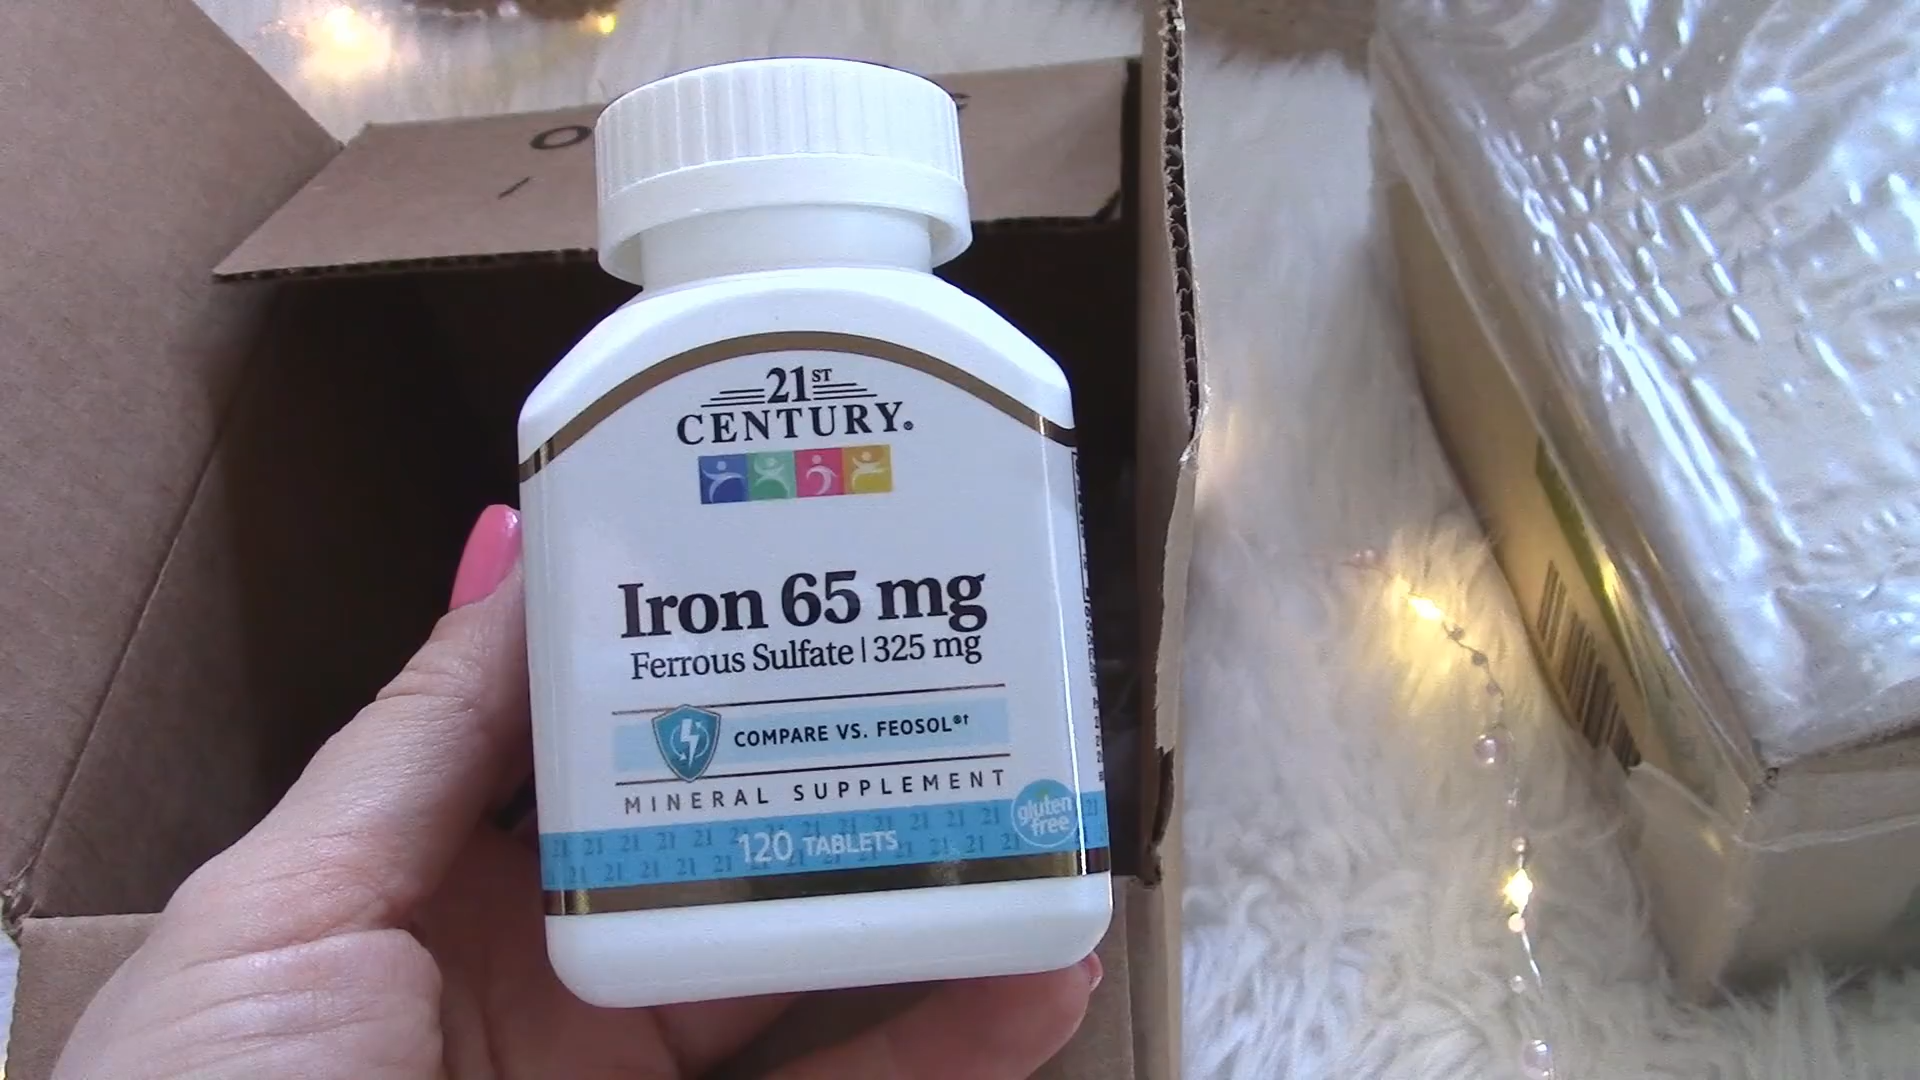 21ST
CENTURY®
Iron 65 mg
Ferrous Sulfate | 325 mg
COMPARE VS. FEOSOL®†
MINERAL SUPPLEMENT
120 TABLETS
gluten
free